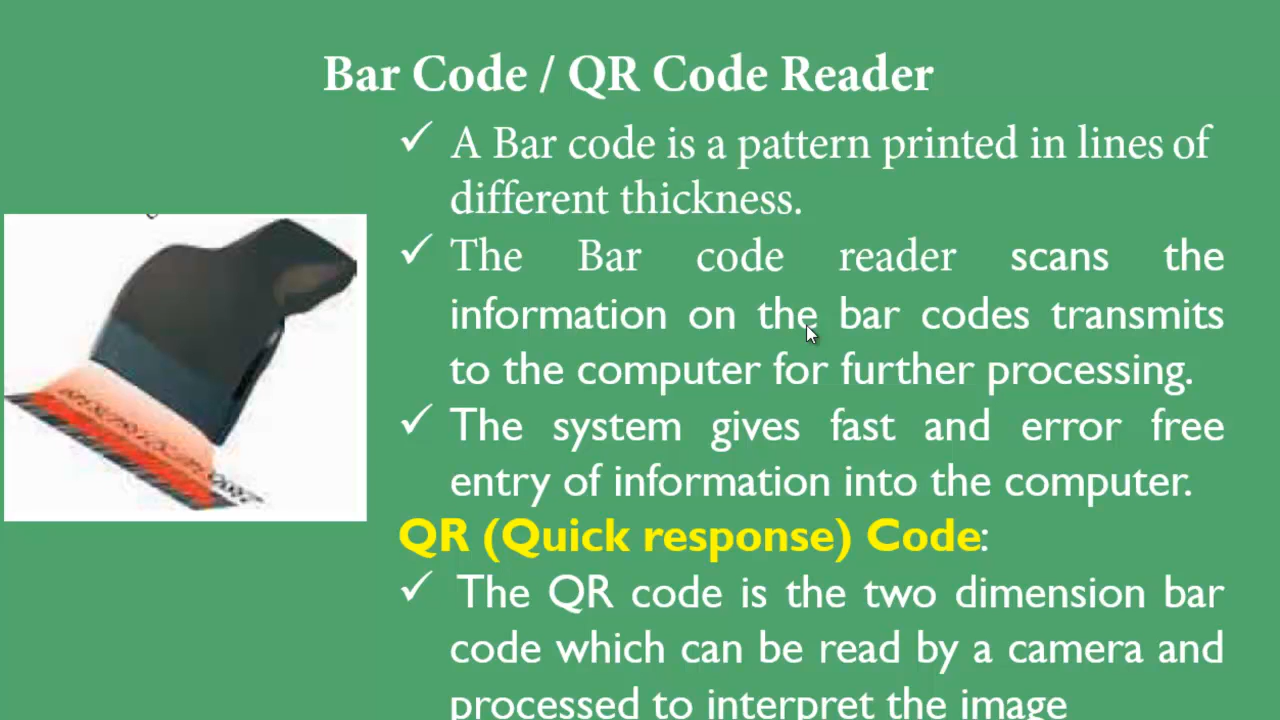 Bar Code / QR Code Reader
✓ A Bar code is a pattern printed in lines of
different thickness.
✓ The Bar code reader scans the
information on the bar codes transmits
to the computer for further processing.
✓ The system gives fast and error free
entry of information into the computer.
QR (Quick response) Code:
✓ The QR code is the two dimension bar
code which can be read by a camera and
processed to interpret the image